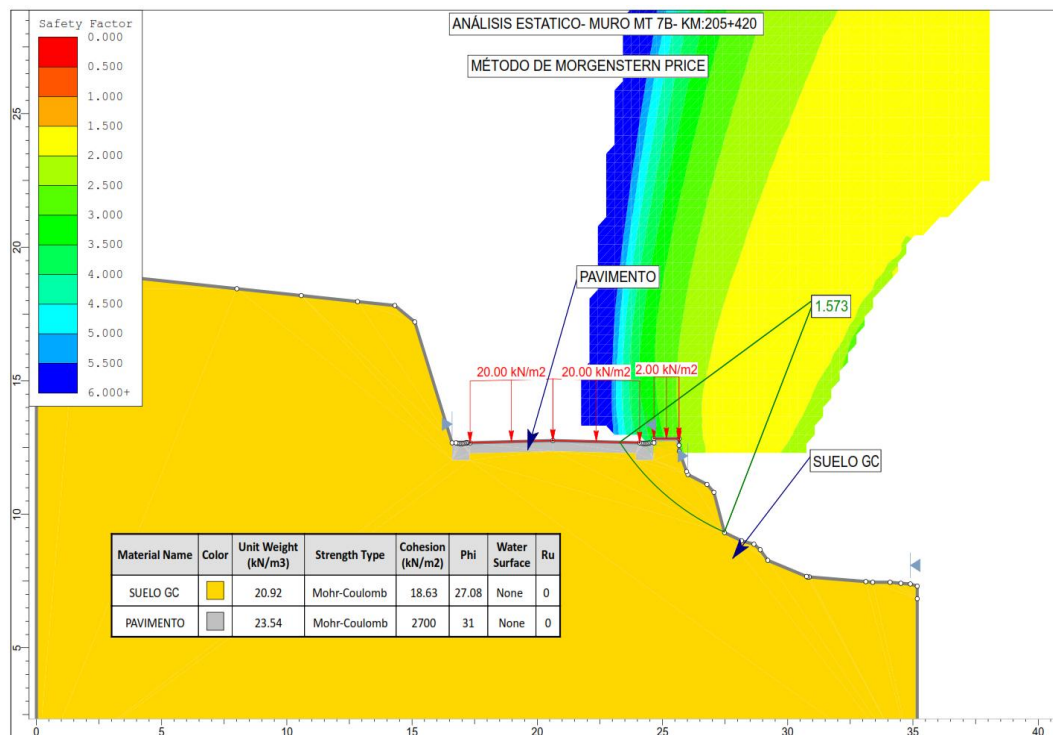 Safety Factor
0.000
0.500
1.000
1.500
2.000
2.500
3.000
3.500
4.000
4.500
5.000
5.500
6.000+
ANÁLISIS ESTATICO- MURO MT 7B- KM:205+420
MÉTODO DE MORGENSTERN PRICE
PAVIMENTO
1.573
20.00 kN/m2 20.00 kN/m2 2.00 kN/m2
SUELO GC
Material Name Color Unit Weight (kN/m3) Strength Type Cohesion (kN/m2) Phi Water Surface Ru
SUELO GC 20.92 Mohr-Coulomb 18.63 27.08 None 0
PAVIMENTO 23.54 Mohr-Coulomb 2700 31 None 0
25
20
15
10
5
0 5 10 15 20 25 30 35 40